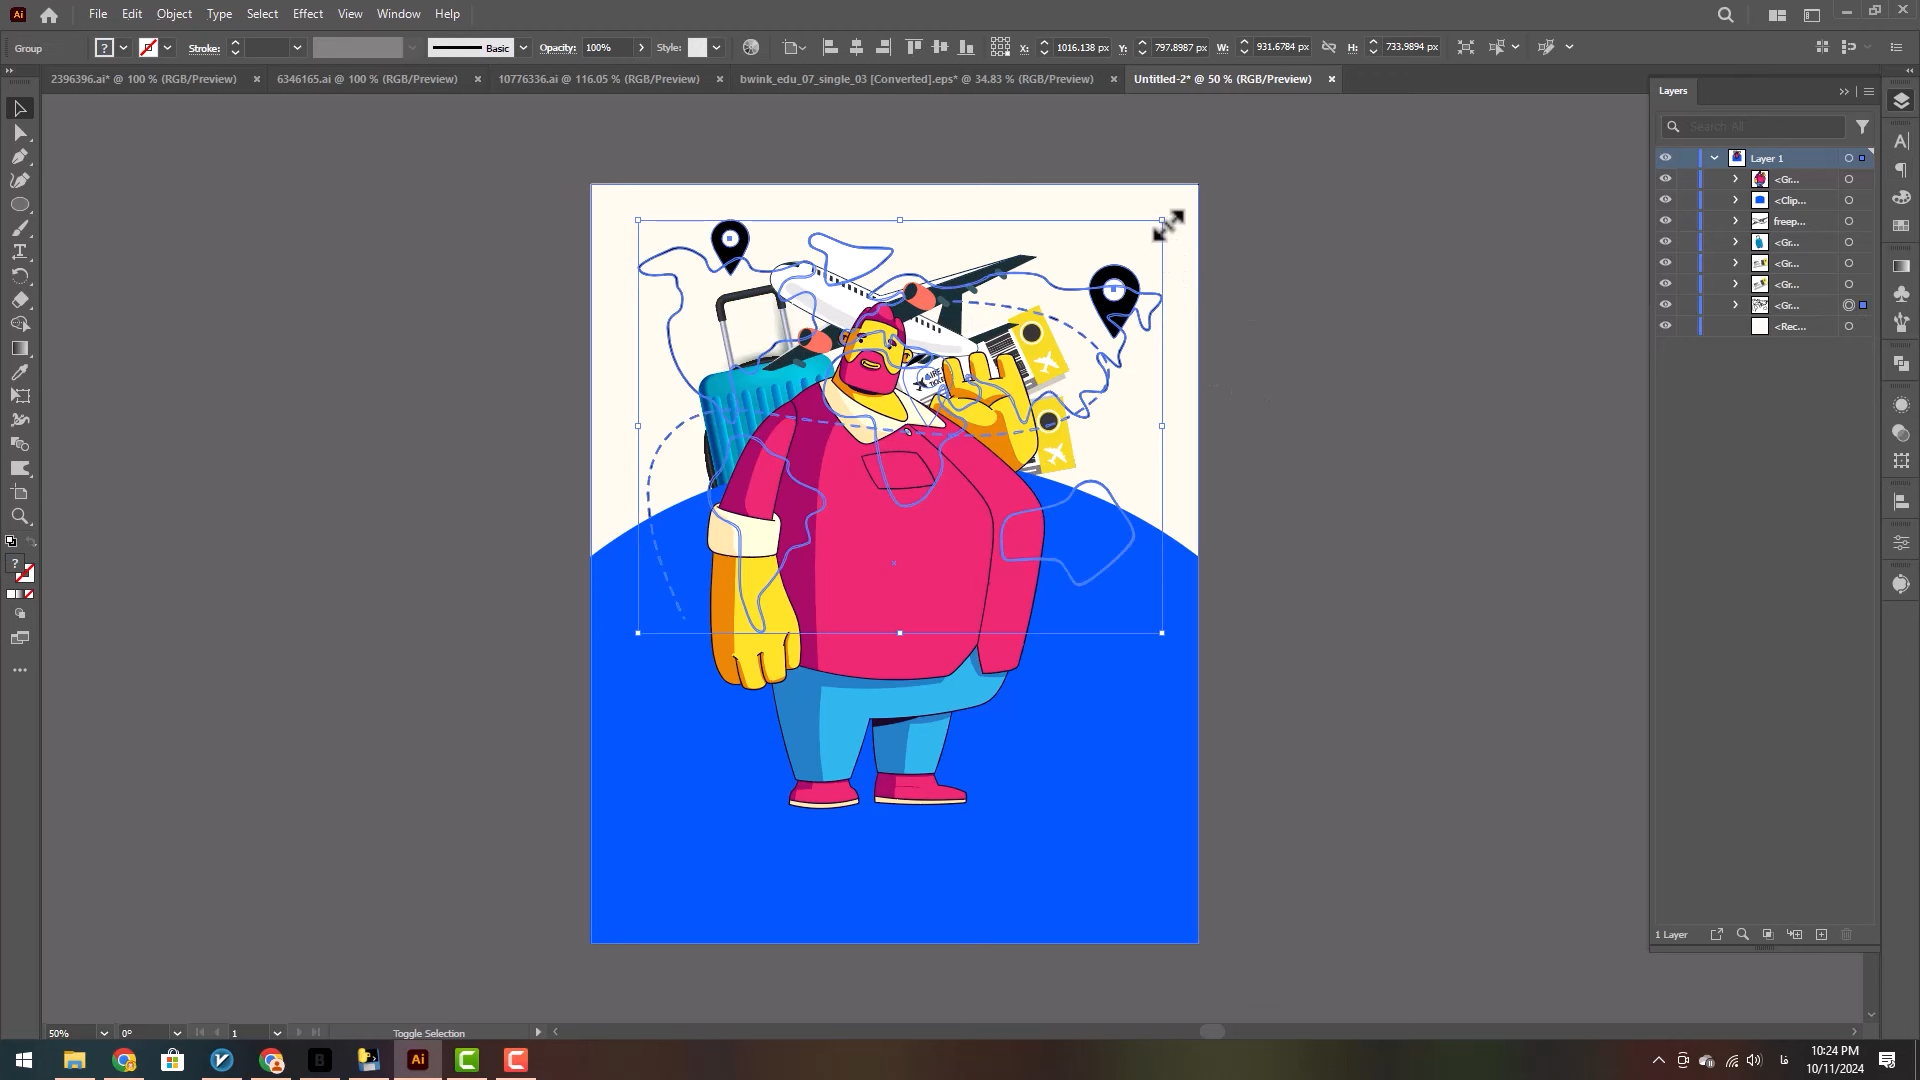 Ai File Edit Object Type Select Effect View Window Help
Group ? Stroke: Basic Opacity: 100% Style: X: 1016.138 px Y: 797.8987 px W: 931.6784 px H: 733.9894 px
2396396.ai* @ 100 % (RGB/Preview) × 6346165.ai @ 100 % (RGB/Preview) × 10776336.ai @ 116.05 % (RGB/Preview) × bwink_edu_07_single_03 [Converted].eps* @ 34.83 % (RGB/Preview) × Untitled-2* @ 50 % (RGB/Preview) ×
Layers
Search All
Layer 1
<Gr...
<Clip...
freep...
<Gr...
<Gr...
<Gr...
<Gr...
<Rec...
1 Layer
50% 0° 1 Toggle Selection
Ai
10:24 PM
10/11/2024
فا